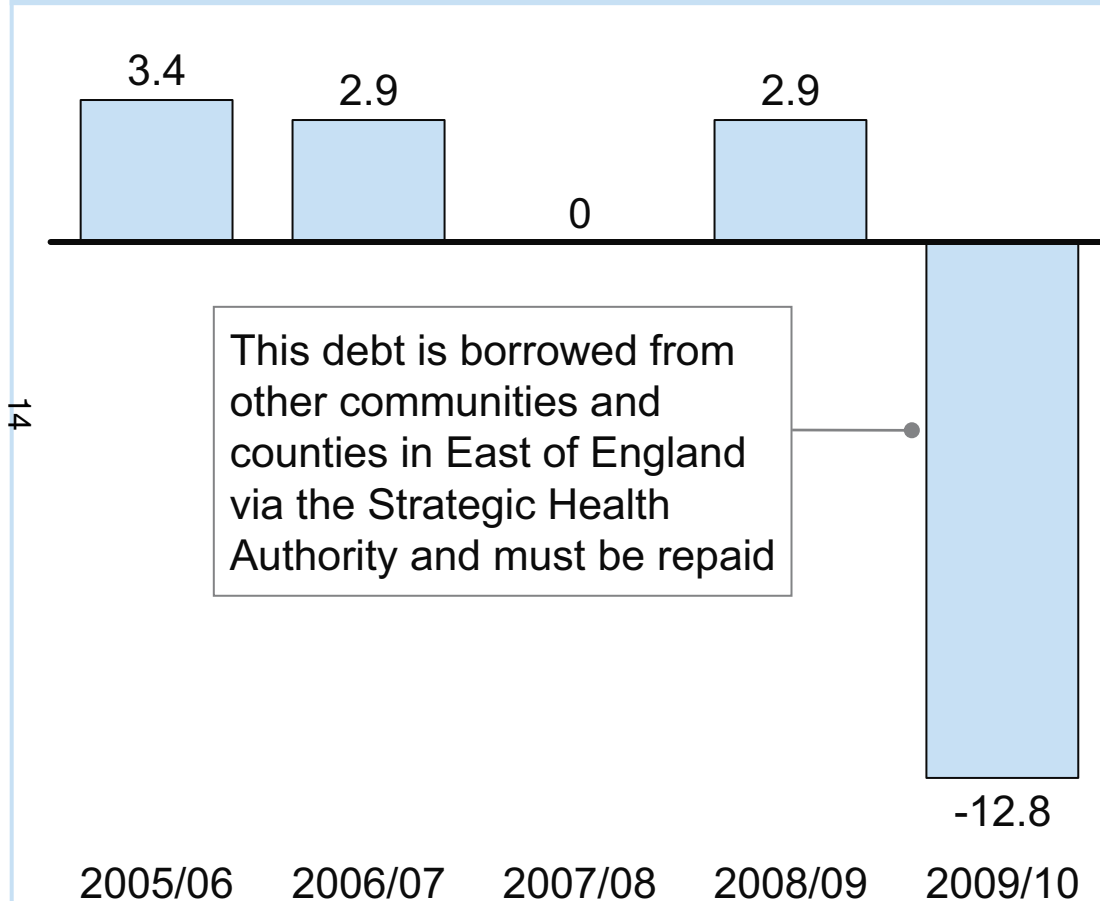 3.4
2.9
0
2.9
This debt is borrowed from
other communities and
counties in East of England
via the Strategic Health
Authority and must be repaid
14
-12.8
2005/06 2006/07 2007/08 2008/09 2009/10